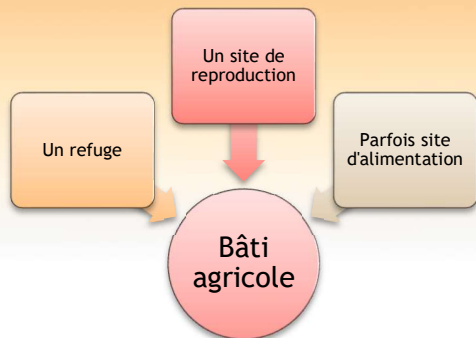 Un site de
reproduction
Un refuge
Parfois site
d'alimentation
Bâti
agricole